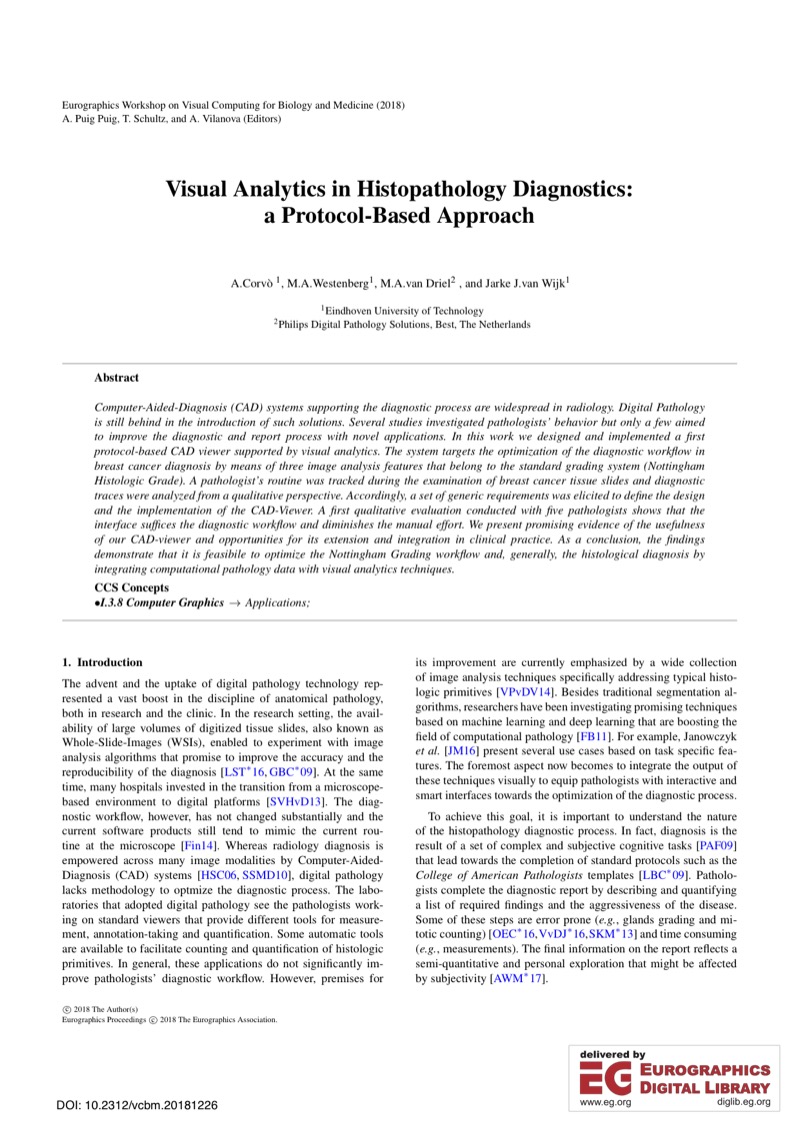 Eurographics Workshop on Visual Computing for Biology and Medicine (2018)
A. Puig Puig, T. Schultz, and A. Vilanova (Editors)
Visual Analytics in Histopathology Diagnostics:
a Protocol-Based Approach
A.Corvò 1, M.A.Westenberg1, M.A.van Driel2 , and Jarke J.van Wijk1
1Eindhoven University of Technology
2Philips Digital Pathology Solutions, Best, The Netherlands
Abstract
Computer-Aided-Diagnosis (CAD) systems supporting the diagnostic process are widespread in radiology. Digital Pathology
is still behind in the introduction of such solutions. Several studies investigated pathologists' behavior but only a few aimed
to improve the diagnostic and report process with novel applications. In this work we designed and implemented a first
protocol-based CAD viewer supported by visual analytics. The system targets the optimization of the diagnostic workflow in
breast cancer diagnosis by means of three image analysis features that belong to the standard grading system (Nottingham
Histologic Grade). A pathologist's routine was tracked during the examination of breast cancer tissue slides and diagnostic
traces were analyzed from a qualitative perspective. Accordingly, a set of generic requirements was elicited to define the design
and the implementation of the CAD-Viewer. A first qualitative evaluation conducted with five pathologists shows that the
interface suffices the diagnostic workflow and diminishes the manual effort. We present promising evidence of the usefulness
of our CAD-viewer and opportunities for its extension and integration in clinical practice. As a conclusion, the findings
demonstrate that it is feasibile to optimize the Nottingham Grading workflow and, generally, the histological diagnosis by
integrating computational pathology data with visual analytics techniques.
CCS Concepts
•I.3.8 Computer Graphics → Applications;
1. Introduction
The advent and the uptake of digital pathology technology rep-
resented a vast boost in the discipline of anatomical pathology,
both in research and the clinic. In the research setting, the avail-
ability of large volumes of digitized tissue slides, also known as
Whole-Slide-Images (WSIs), enabled to experiment with image
analysis algorithms that promise to improve the accuracy and the
reproducibility of the diagnosis [LST*16, GBC*09]. At the same
time, many hospitals invested in the transition from a microscope-
based environment to digital platforms [SVHvD13]. The diag-
nostic workflow, however, has not changed substantially and the
current software products still tend to mimic the current rou-
tine at the microscope [Fin14]. Whereas radiology diagnosis is
empowered across many image modalities by Computer-Aided-
Diagnosis (CAD) systems [HSC06, SSMD10], digital pathology
lacks methodology to optmize the diagnostic process. The labo-
ratories that adopted digital pathology see the pathologists work-
ing on standard viewers that provide different tools for measure-
ment, annotation-taking and quantification. Some automatic tools
are available to facilitate counting and quantification of histologic
primitives. In general, these applications do not significantly im-
prove pathologists' diagnostic workflow. However, premises for
its improvement are currently emphasized by a wide collection
of image analysis techniques specifically addressing typical histo-
logic primitives [VPvDV14]. Besides traditional segmentation al-
gorithms, researchers have been investigating promising techniques
based on machine learning and deep learning that are boosting the
field of computational pathology [FB11]. For example, Janowczyk
et al. [JM16] present several use cases based on task specific fea-
tures. The foremost aspect now becomes to integrate the output of
these techniques visually to equip pathologists with interactive and
smart interfaces towards the optimization of the diagnostic process.
To achieve this goal, it is important to understand the nature
of the histopathology diagnostic process. In fact, diagnosis is the
result of a set of complex and subjective cognitive tasks [PAF09]
that lead towards the completion of standard protocols such as the
College of American Pathologists templates [LBC*09]. Patholo-
gists complete the diagnostic report by describing and quantifying
a list of required findings and the aggressiveness of the disease.
Some of these steps are error prone (e.g., glands grading and mi-
totic counting) [OEC*16, VvDJ*16, SKM*13] and time consuming
(e.g., measurements). The final information on the report reflects a
semi-quantitative and personal exploration that might be affected
by subjectivity [AWM*17].
© 2018 The Author(s)
Eurographics Proceedings © 2018 The Eurographics Association.
DOI: 10.2312/vcbm.20181226
delivered by
EG EUROGRAPHICS
DIGITAL LIBRARY
www.eg.org diglib.eg.org